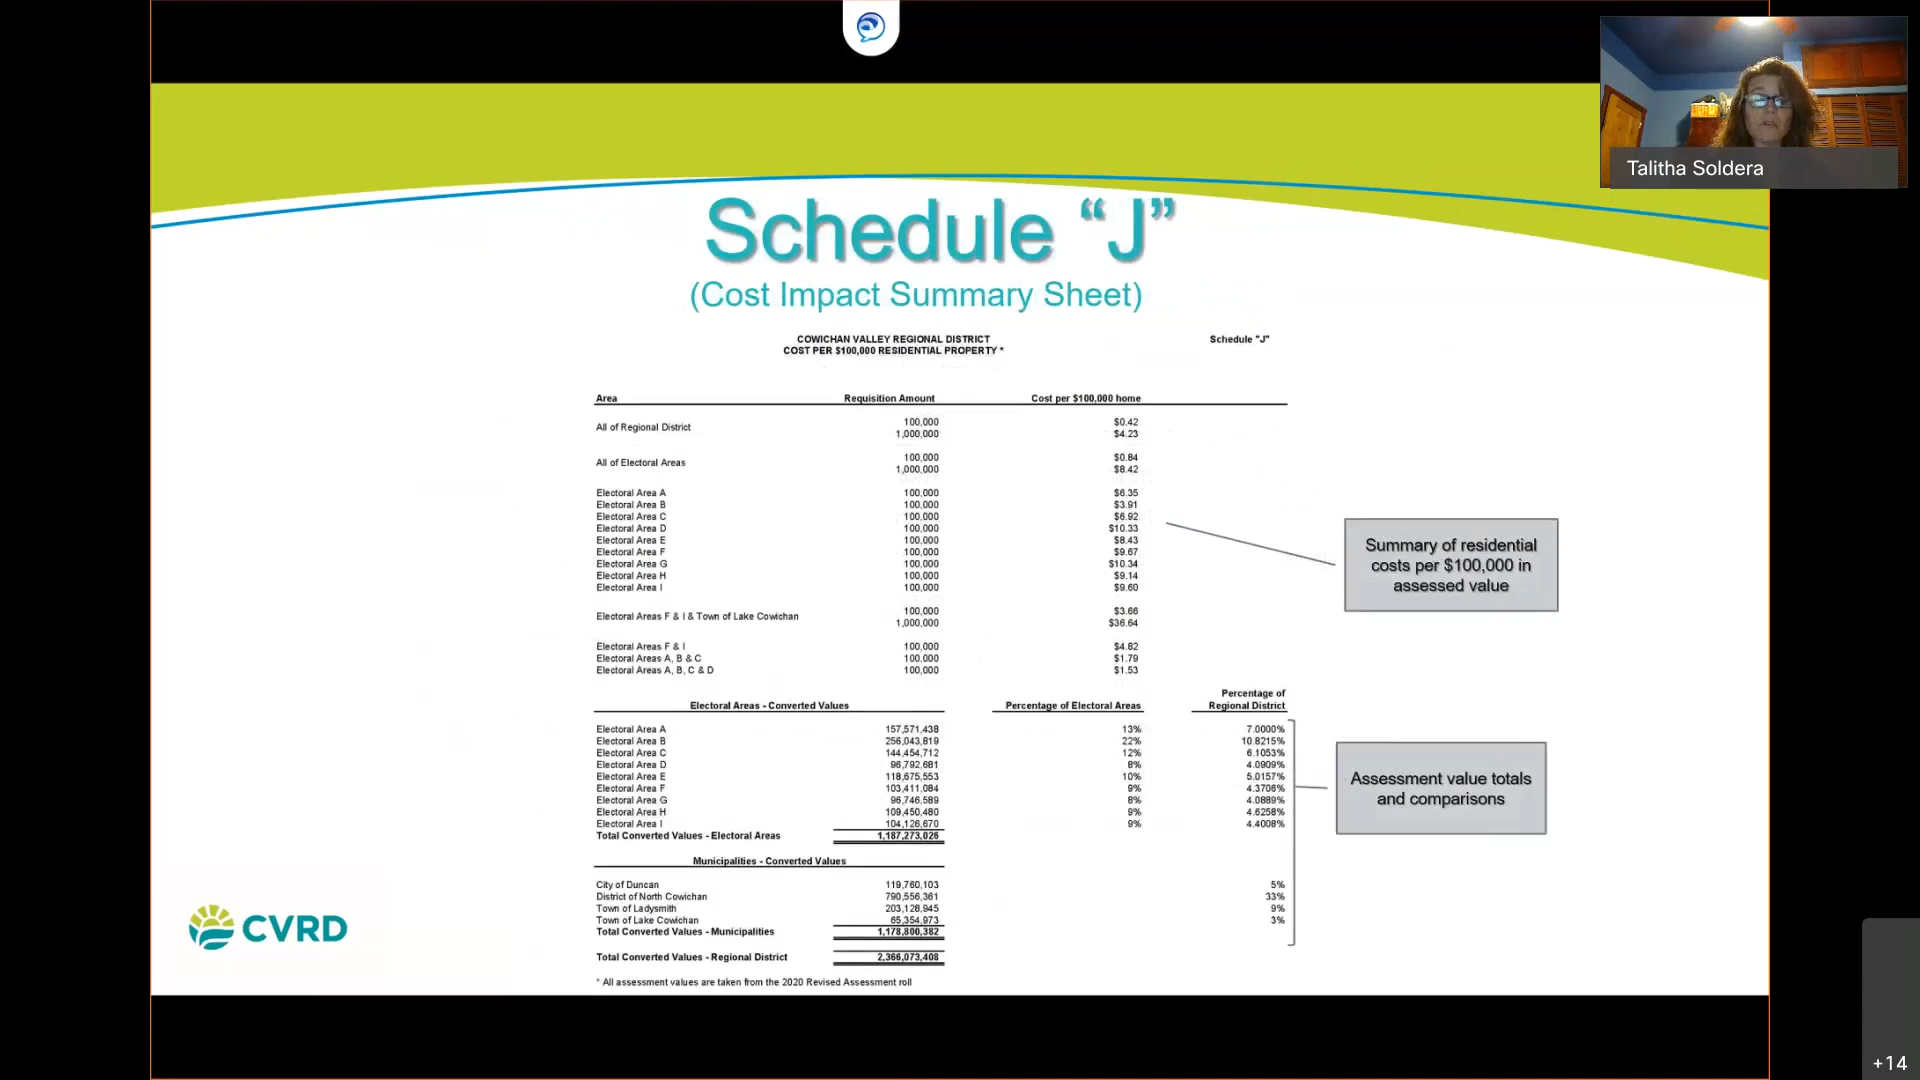 Talitha Soldera
Schedule “J”
(Cost Impact Summary Sheet)
COWICHAN VALLEY REGIONAL DISTRICT Schedule "J"
COST PER $100,000 RESIDENTIAL PROPERTY *
Area Requisition Amount Cost per $100,000 home
All of Regional District 100,000 $0.42
1,000,000 $4.23
All of Electoral Areas 100,000 $0.84
1,000,000 $8.42
Electoral Area A 100,000 $6.35
Electoral Area B 100,000 $3.91
Electoral Area C 100,000 $6.92
Electoral Area D 100,000 $10.33
Electoral Area E 100,000 $8.43
Electoral Area F 100,000 $9.67
Electoral Area G 100,000 $10.34
Electoral Area H 100,000 $9.14
Electoral Area I 100,000 $9.60
Electoral Areas F & I & Town of Lake Cowichan 100,000 $3.66
1,000,000 $36.64
Electoral Areas F & I 100,000 $4.82
Electoral Areas A, B & C 100,000 $1.79
Electoral Areas A, B, C & D 100,000 $1.53
Summary of residential
costs per $100,000 in
assessed value
Percentage of
Electoral Areas - Converted Values Percentage of Electoral Areas Regional District
Electoral Area A 157,571,438 13% 7.0000%
Electoral Area B 256,043,819 22% 10.8215%
Electoral Area C 144,454,712 12% 6.1053%
Electoral Area D 96,792,681 8% 4.0909%
Electoral Area E 118,675,553 10% 5.0157%
Electoral Area F 103,411,084 9% 4.3706%
Electoral Area G 96,746,589 8% 4.0889%
Electoral Area H 109,450,480 9% 4.6258%
Electoral Area I 104,126,670 9% 4.4008%
Total Converted Values - Electoral Areas 1,187,273,026
Assessment value totals
and comparisons
Municipalities - Converted Values
City of Duncan 119,760,103 5%
District of North Cowichan 790,556,361 33%
Town of Ladysmith 203,128,945 9%
Town of Lake Cowichan 65,354,973 3%
Total Converted Values - Municipalities 1,178,800,382
Total Converted Values - Regional District 2,366,073,408
* All assessment values are taken from the 2020 Revised Assessment roll
CVRD
+14